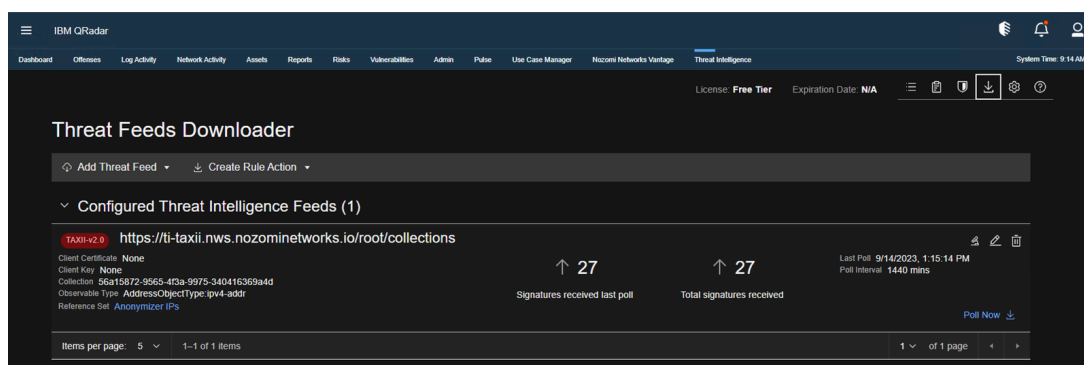 IBM QRadar
Dashboard Offenses Log Activity Network Activity Assets Reports Risks Vulnerabilities Admin Pulse Use Case Manager Nozomi Networks Vantage Threat Intelligence System Time: 9:14 AM
License: Free Tier Expiration Date: N/A
Threat Feeds Downloader
Add Threat Feed Create Rule Action
Configured Threat Intelligence Feeds (1)
TAXII-v2.0 https://ti-taxii.nws.nozominetworks.io/root/collections
Client Certificate None
Client Key None
Collection 56a15872-9565-4f3a-9975-340416369a4d
Observable Type AddressObjectType:ipv4-addr
Reference Set Anonymizer IPs
27
Signatures received last poll
27
Total signatures received
Last Poll 9/14/2023, 1:15:14 PM
Poll Interval 1440 mins
Poll Now
Items per page: 5 1–1 of 1 items 1 of 1 page